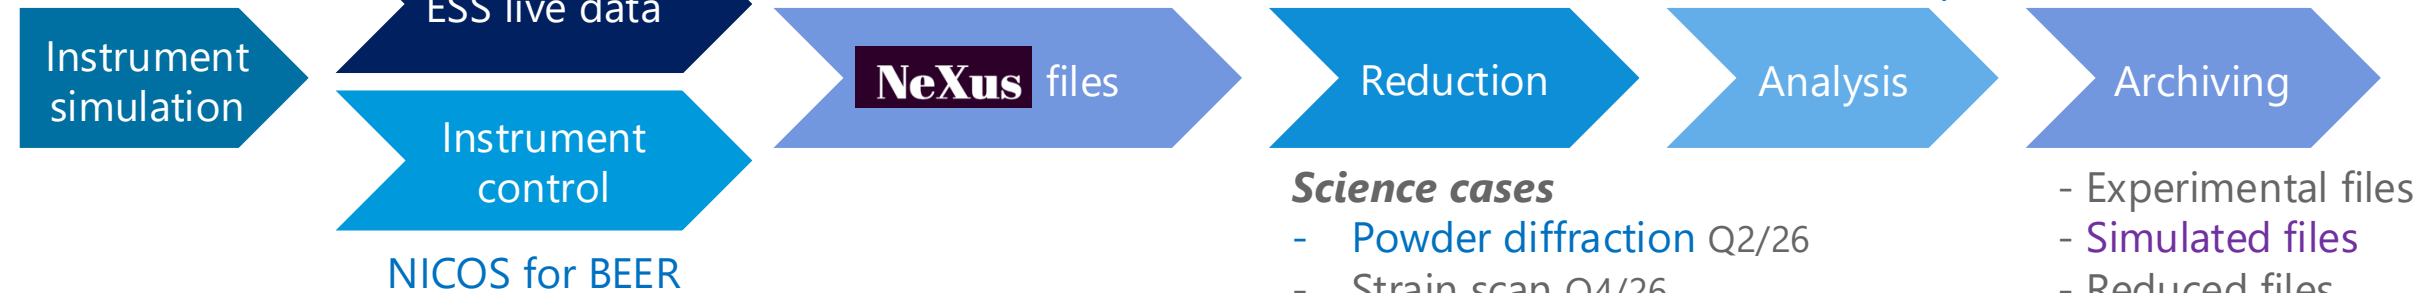 ESS live data
Instrument
simulation
Instrument
control
NICOS for BEER
NeXus files
Reduction
Science cases
- Powder diffraction Q2/26
- Strain scan Q4/26
Analysis
Archiving
- Experimental files
- Simulated files
- Reduced files